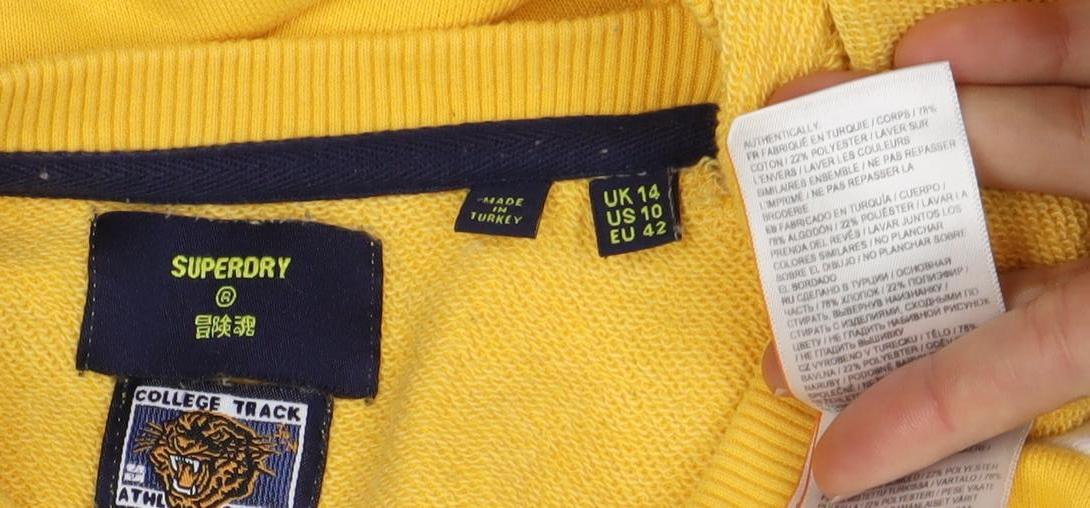 SUPERDRY
®
冒険魂
COLLEGE TRACK
ATHL
MADE
IN
TURKEY
UK 14
US 10
EU 42
AUTHENTICALLY.
FR FABRIQUÉ EN TURQUIE / CORPS / 78%
COTON / 22% POLYESTER / LAVER SUR
L'ENVERS / LAVER LES COULEURS
SIMILAIRES ENSEMBLE / NE PAS REPASSER
L'IMPRIMÉ / NE PAS REPASSER LA
BRODERIE
ES FABRICADO EN TURQUÍA / CUERPO /
78% ALGODÓN / 22% POLIÉSTER / LAVAR LA
PRENDA DEL REVÉS / LAVAR JUNTOS LOS
COLORES SIMILARES / NO PLANCHAR SOBRE
SOBRE EL DIBUJO / NO PLANCHAR SOBRE
EL BORDADO
RU СДЕЛАНО В ТУРЦИИ / ОСНОВНАЯ
ЧАСТЬ / 78% ХЛОПОК / 22% ПОЛИЭФИР /
СТИРАТЬ, ВЫВЕРНУВ НАИЗНАНКУ /
СТИРАТЬ С ИЗДЕЛИЯМИ, СХОДНЫМИ ПО
ЦВЕТУ / НЕ ГЛАДИТЬ НАБИВНОЙ РИСУНОК
/ НЕ ГЛАДИТЬ ВЫШИВКУ
CZ VYROBENO V TURECKU / TĚLO / 78%
BAVLNA / 22% POLYESTER /
NARUBY /